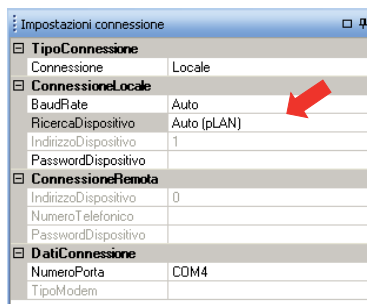 Impostazioni connessione
TipoConnessione
Connessione Locale
ConnessioneLocale
BaudRate Auto
RicercaDispositivo Auto (pLAN)
IndirizzoDispositivo 1
PasswordDispositivo
ConnessioneRemota
IndirizzoDispositivo 0
NumeroTelefonico
PasswordDispositivo
DatiConnessione
NumeroPorta COM4
TipoModem